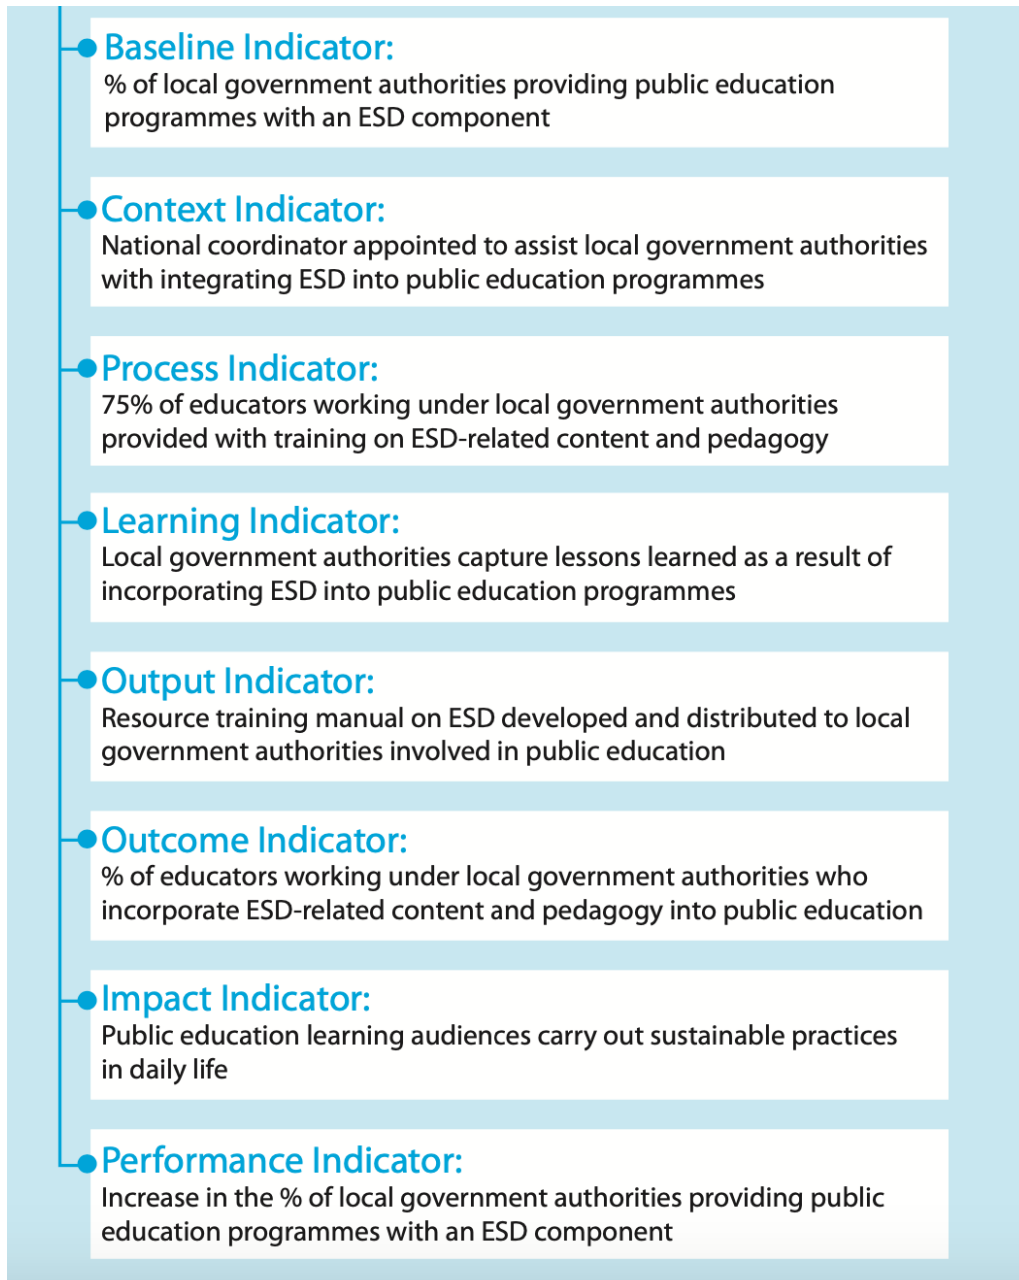 Baseline Indicator:
% of local government authorities providing public education
programmes with an ESD component
Context Indicator:
National coordinator appointed to assist local government authorities
with integrating ESD into public education programmes
Process Indicator:
75% of educators working under local government authorities
provided with training on ESD-related content and pedagogy
Learning Indicator:
Local government authorities capture lessons learned as a result of
incorporating ESD into public education programmes
Output Indicator:
Resource training manual on ESD developed and distributed to local
government authorities involved in public education
Outcome Indicator:
% of educators working under local government authorities who
incorporate ESD-related content and pedagogy into public education
Impact Indicator:
Public education learning audiences carry out sustainable practices
in daily life
Performance Indicator:
Increase in the % of local government authorities providing public
education programmes with an ESD component